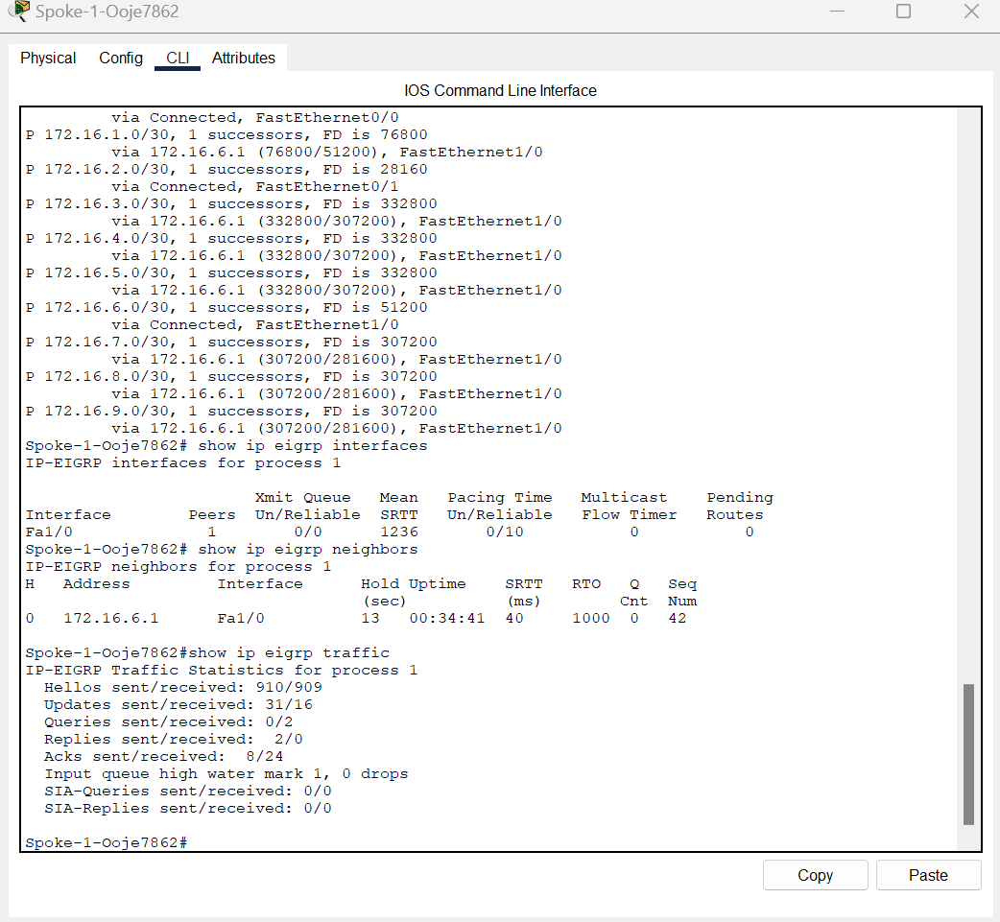 Spoke-1-Ooje7862
Physical Config CLI Attributes
IOS Command Line Interface
via Connected, FastEthernet0/0
P 172.16.1.0/30, 1 successors, FD is 76800
via 172.16.6.1 (76800/51200), FastEthernet1/0
P 172.16.2.0/30, 1 successors, FD is 28160
via Connected, FastEthernet0/1
P 172.16.3.0/30, 1 successors, FD is 332800
via 172.16.6.1 (332800/307200), FastEthernet1/0
P 172.16.4.0/30, 1 successors, FD is 332800
via 172.16.6.1 (332800/307200), FastEthernet1/0
P 172.16.5.0/30, 1 successors, FD is 332800
via 172.16.6.1 (332800/307200), FastEthernet1/0
P 172.16.6.0/30, 1 successors, FD is 51200
via Connected, FastEthernet1/0
P 172.16.7.0/30, 1 successors, FD is 307200
via 172.16.6.1 (307200/281600), FastEthernet1/0
P 172.16.8.0/30, 1 successors, FD is 307200
via 172.16.6.1 (307200/281600), FastEthernet1/0
P 172.16.9.0/30, 1 successors, FD is 307200
via 172.16.6.1 (307200/281600), FastEthernet1/0
Spoke-1-Ooje7862# show ip eigrp interfaces
IP-EIGRP interfaces for process 1
Xmit Queue Mean Pacing Time Multicast Pending
Interface Peers Un/Reliable SRTT Un/Reliable Flow Timer Routes
Fa1/0 1 0/0 1236 0/10 0 0
Spoke-1-Ooje7862# show ip eigrp neighbors
IP-EIGRP neighbors for process 1
H Address Interface Hold Uptime SRTT RTO Q Seq
(sec) (ms) Cnt Num
0 172.16.6.1 Fa1/0 13 00:34:41 40 1000 0 42
Spoke-1-Ooje7862#show ip eigrp traffic
IP-EIGRP Traffic Statistics for process 1
Hellos sent/received: 910/909
Updates sent/received: 31/16
Queries sent/received: 0/2
Replies sent/received: 2/0
Acks sent/received: 8/24
Input queue high water mark 1, 0 drops
SIA-Queries sent/received: 0/0
SIA-Replies sent/received: 0/0
Spoke-1-Ooje7862#
Copy Paste